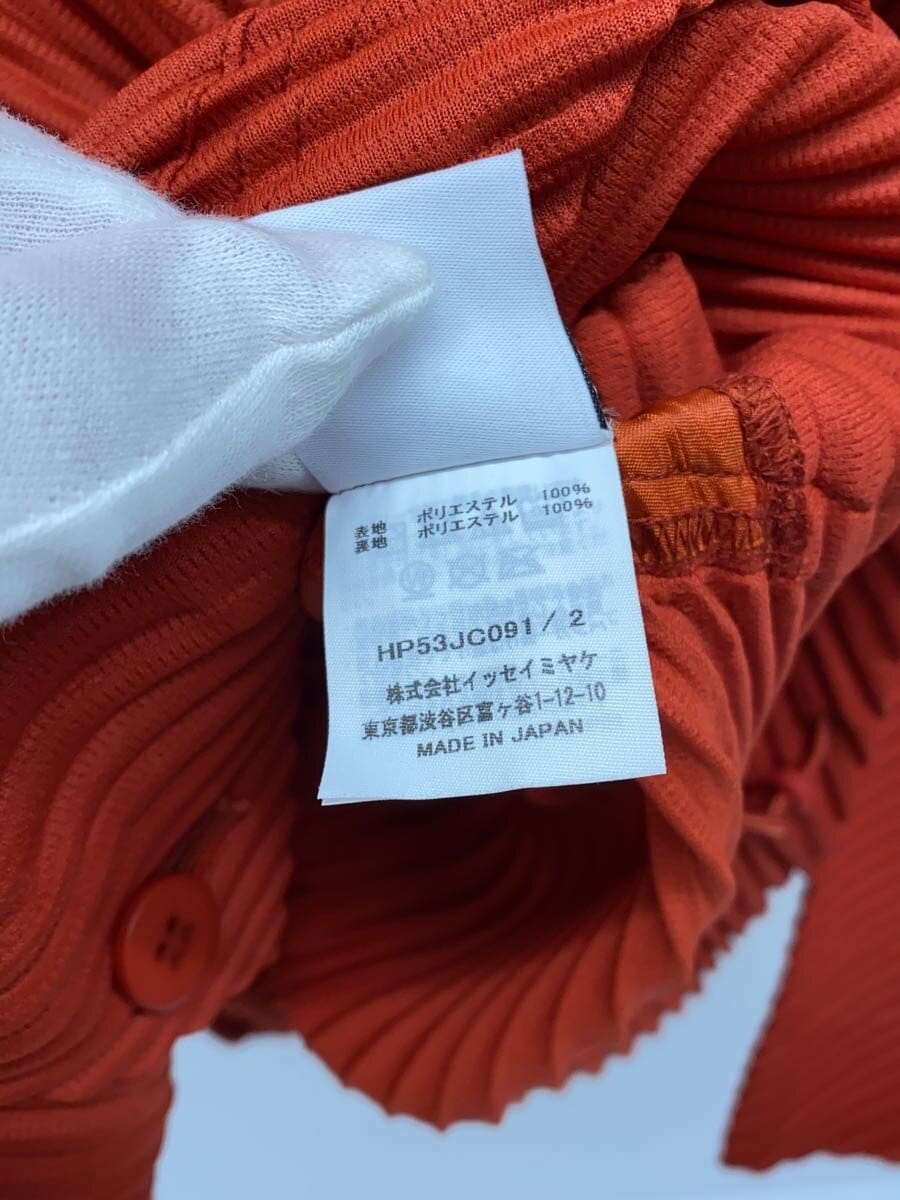 表地 ポリエステル 100%
裏地 ポリエステル 100%
HP53JC091 / 2
株式会社イッセイミヤケ
東京都渋谷区富ヶ谷1-12-10
MADE IN JAPAN